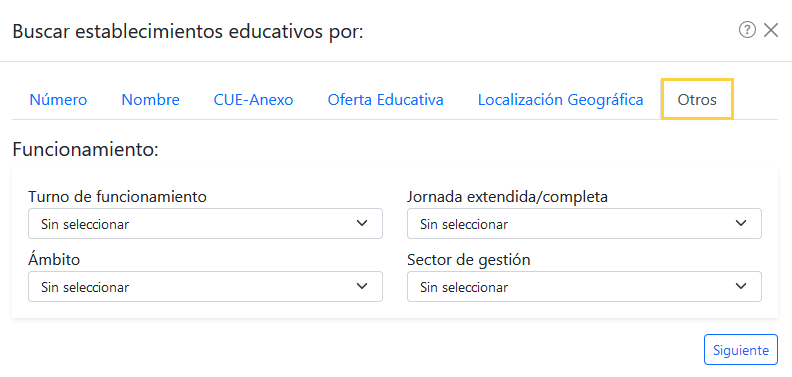 Buscar establecimientos educativos por:
Número Nombre CUE-Anexo Oferta Educativa Localización Geográfica Otros
Funcionamiento:
Turno de funcionamiento Jornada extendida/completa
Sin seleccionar Sin seleccionar
Ámbito Sector de gestión
Sin seleccionar Sin seleccionar
Siguiente